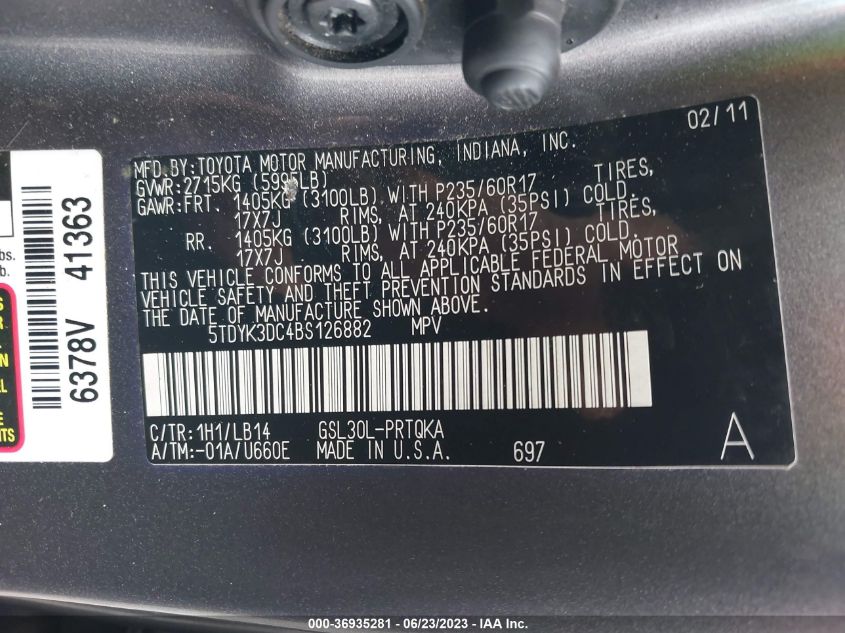 02/11
MFD.BY:TOYOTA MOTOR MANUFACTURING, INDIANA, INC.
GVWR:2715KG (5995LB)
GAWR:FRT. 1405KG (3100LB) WITH P235/60R17 TIRES,
17X7J RIMS, AT 240KPA (35PSI) COLD.
RR. 1405KG (3100LB) WITH P235/60R17 TIRES,
17X7J RIMS, AT 240KPA (35PSI) COLD.
THIS VEHICLE CONFORMS TO ALL APPLICABLE FEDERAL MOTOR
VEHICLE SAFETY AND THEFT PREVENTION STANDARDS IN EFFECT ON
THE DATE OF MANUFACTURE SHOWN ABOVE.
5TDYK3DC4BS126882 MPV
C/TR:1H1/LB14 GSL30L-PRTQKA
A/TM:-01A/U660E MADE IN U.S.A. 697 A
6378V 41363
bs.
b.
000-36935281 - 06/23/2023 - IAA Inc.